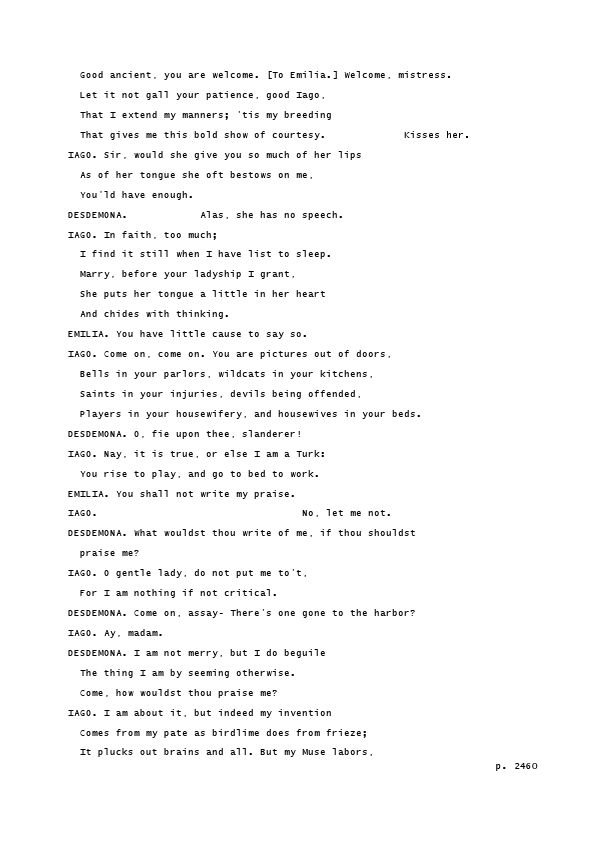 Good ancient, you are welcome. [To Emilia.] Welcome, mistress.
Let it not gall your patience, good Iago,
That I extend my manners; 'tis my breeding
That gives me this bold show of courtesy.             Kisses her.
IAGO. Sir, would she give you so much of her lips
As of her tongue she oft bestows on me,
You'ld have enough.
DESDEMONA.            Alas, she has no speech.
IAGO. In faith, too much;
I find it still when I have list to sleep.
Marry, before your ladyship I grant,
She puts her tongue a little in her heart
And chides with thinking.
EMILIA. You have little cause to say so.
IAGO. Come on, come on. You are pictures out of doors,
Bells in your parlors, wildcats in your kitchens,
Saints in your injuries, devils being offended,
Players in your housewifery, and housewives in your beds.
DESDEMONA. O, fie upon thee, slanderer!
IAGO. Nay, it is true, or else I am a Turk:
You rise to play, and go to bed to work.
EMILIA. You shall not write my praise.
IAGO.                                  No, let me not.
DESDEMONA. What wouldst thou write of me, if thou shouldst
praise me?
IAGO. O gentle lady, do not put me to't,
For I am nothing if not critical.
DESDEMONA. Come on, assay- There's one gone to the harbor?
IAGO. Ay, madam.
DESDEMONA. I am not merry, but I do beguile
The thing I am by seeming otherwise.
Come, how wouldst thou praise me?
IAGO. I am about it, but indeed my invention
Comes from my pate as birdlime does from frieze;
It plucks out brains and all. But my Muse labors,
p. 2460